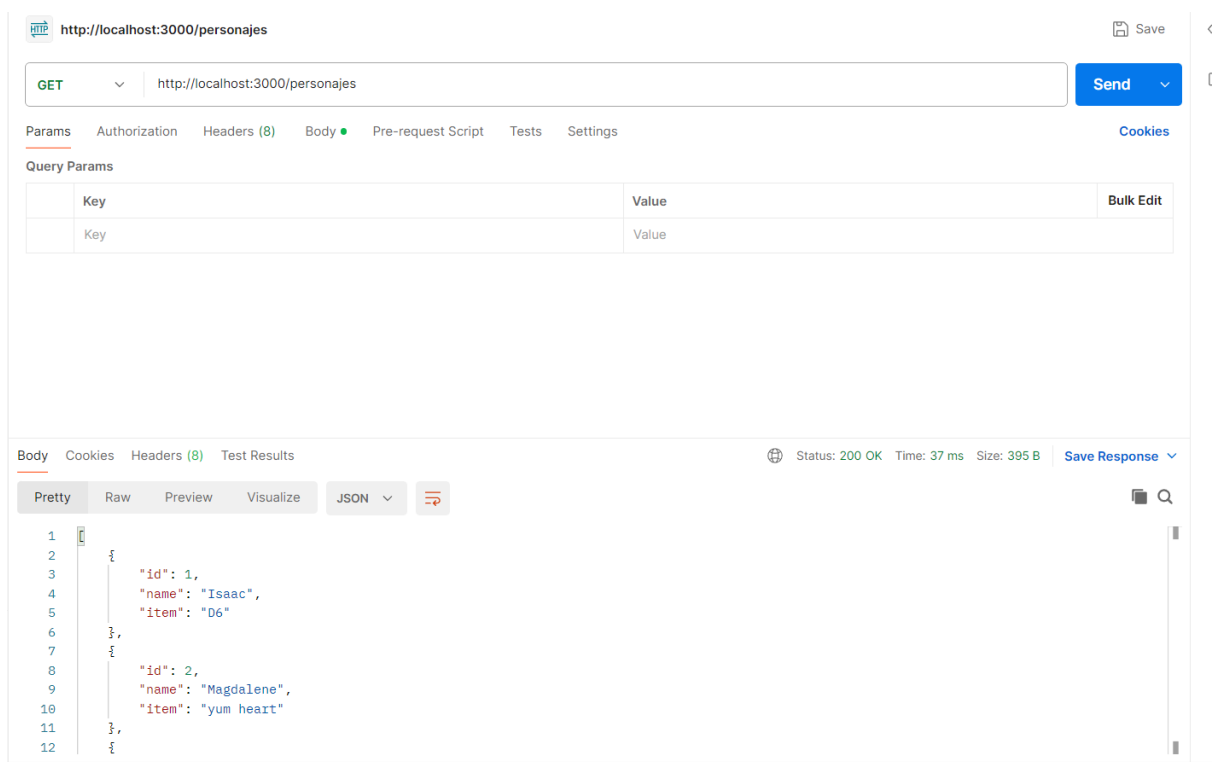 HTTP http://localhost:3000/personajes Save
GET http://localhost:3000/personajes Send
Params Authorization Headers (8) Body Pre-request Script Tests Settings Cookies
Query Params
Key Value Bulk Edit
Key Value
Body Cookies Headers (8) Test Results Status: 200 OK Time: 37 ms Size: 395 B Save Response
Pretty Raw Preview Visualize JSON
1 [
2 {
3 "id": 1,
4 "name": "Isaac",
5 "item": "D6"
6 },
7 {
8 "id": 2,
9 "name": "Magdalene",
10 "item": "yum heart"
11 },
12 {